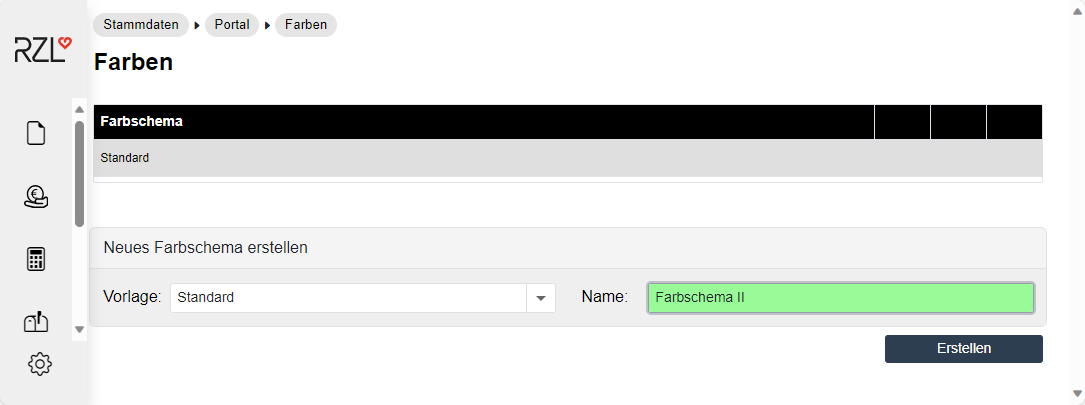 Stammdaten Portal Farben
RZL
Farben
Farbschema
Standard
Neues Farbschema erstellen
Vorlage: Standard Name: Farbschema II
Erstellen